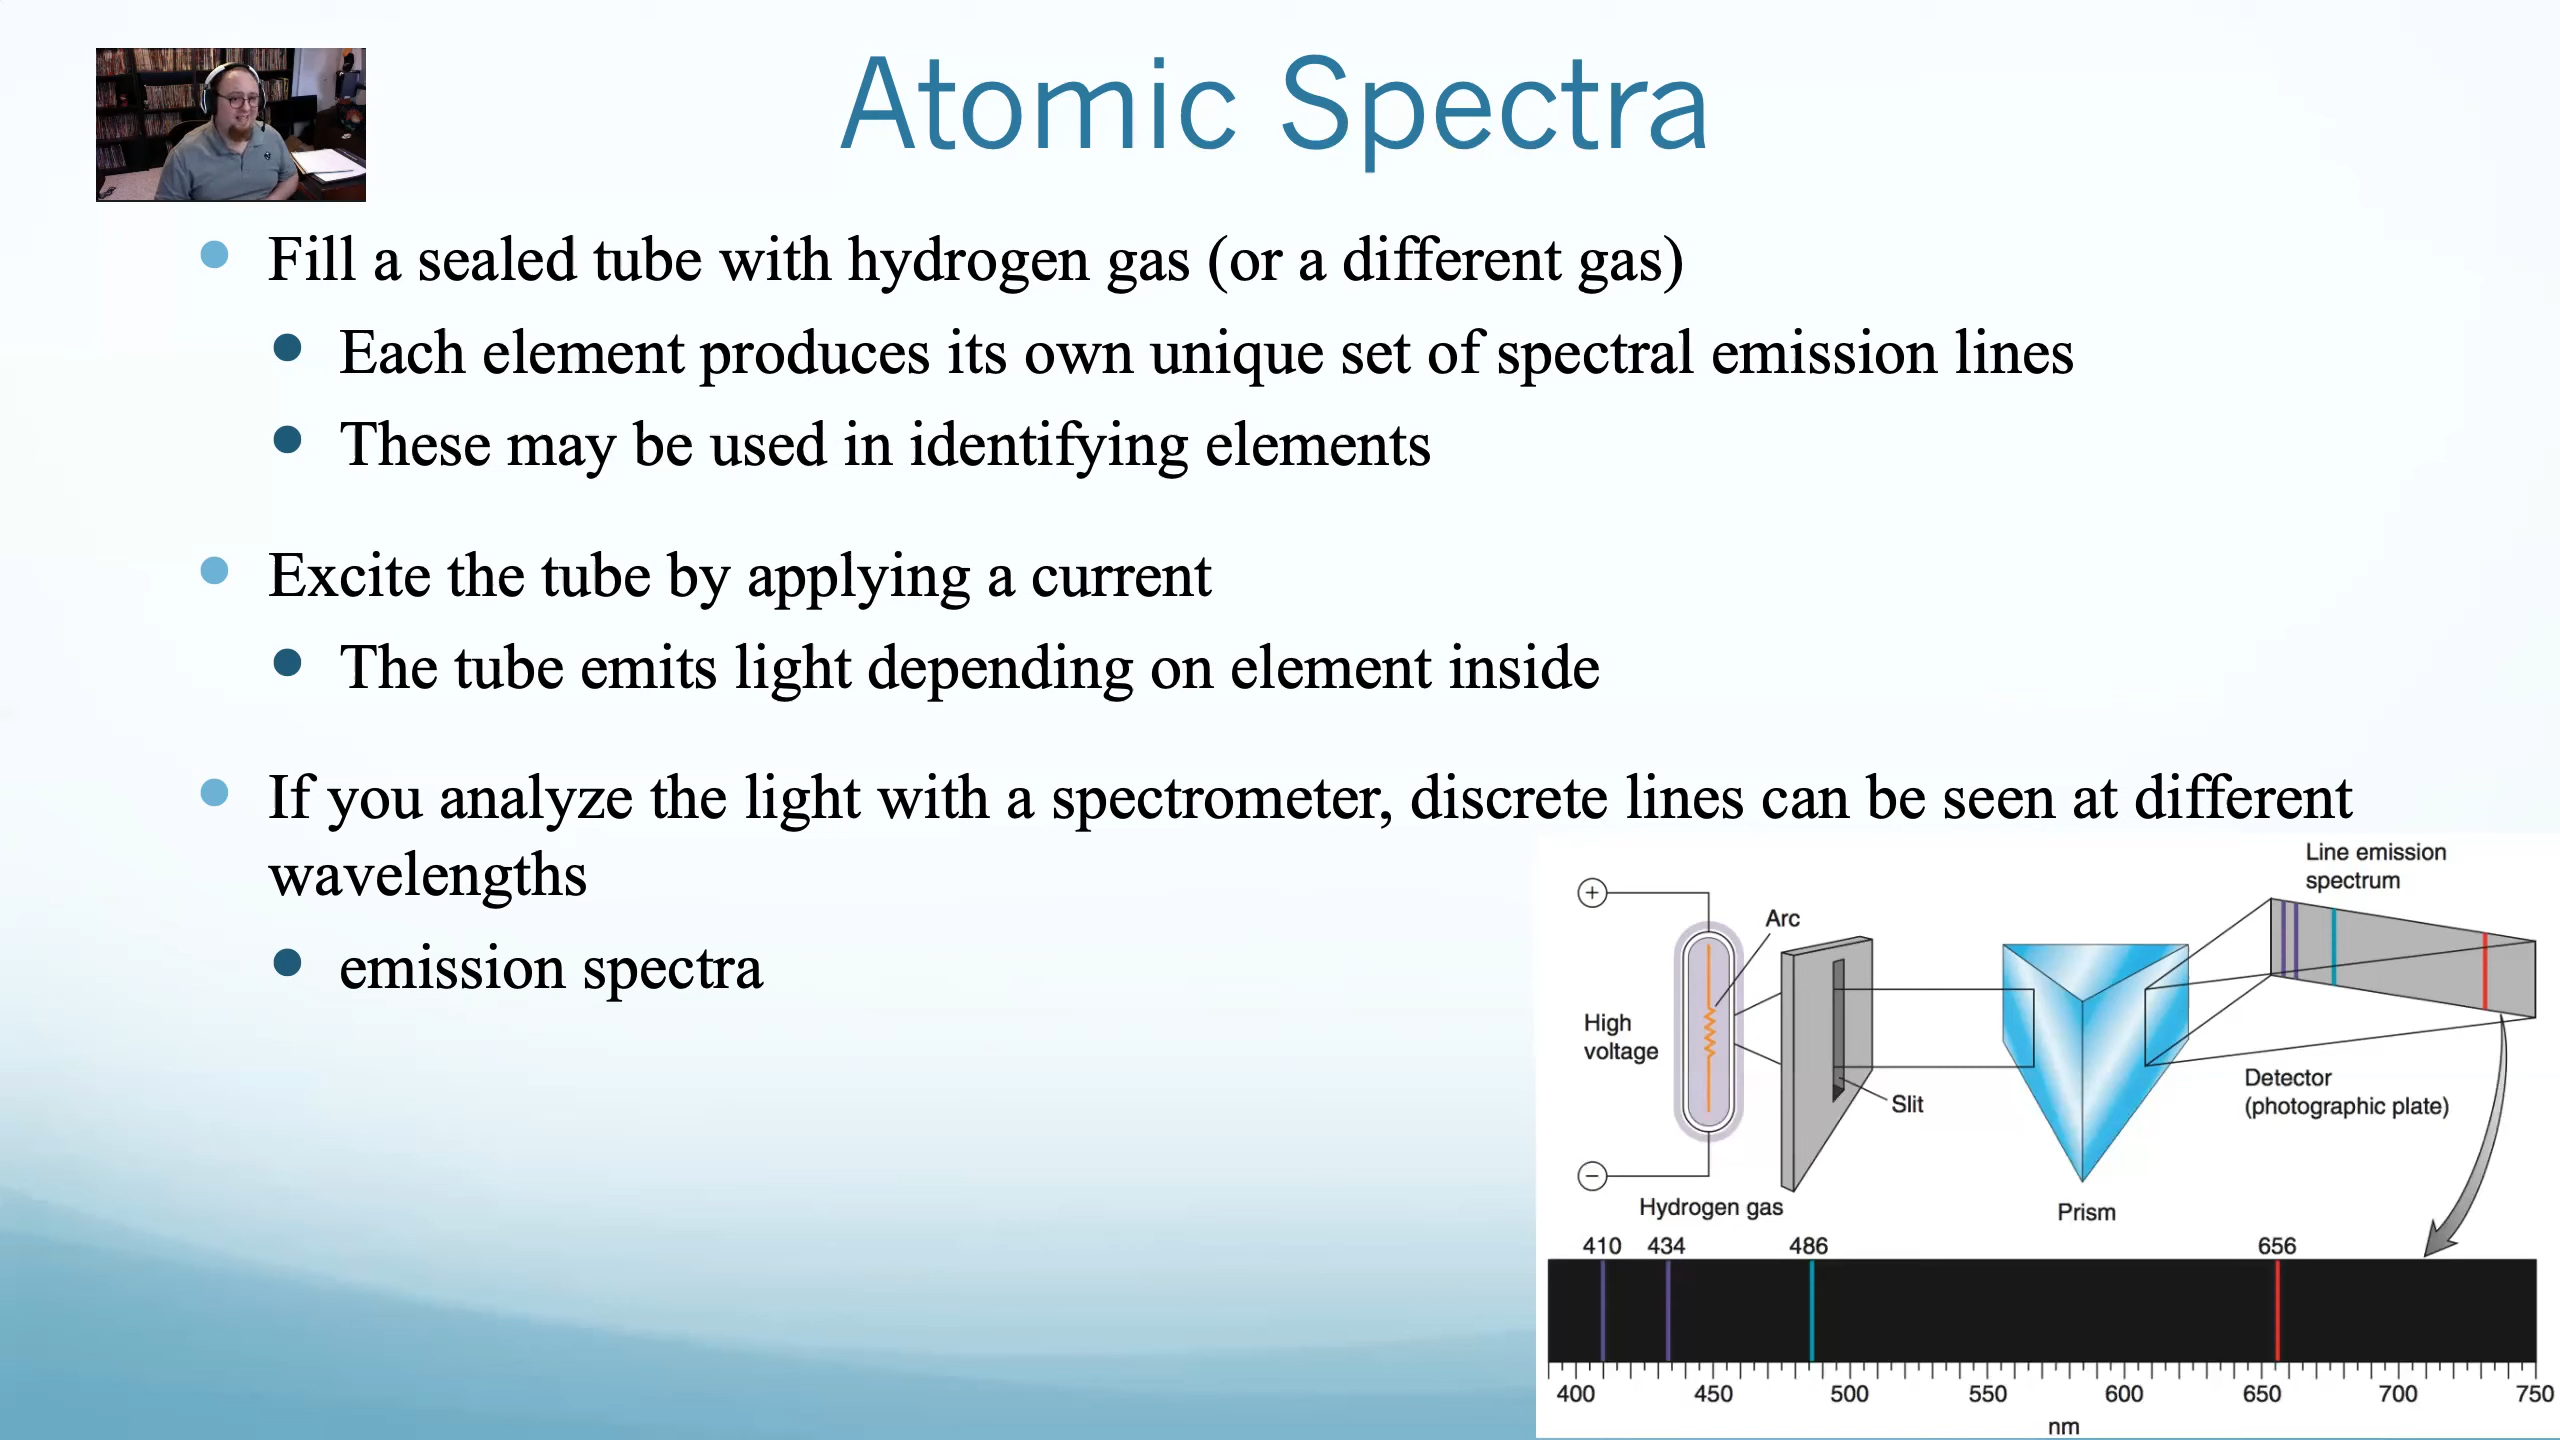 Atomic Spectra
Fill a sealed tube with hydrogen gas (or a different gas)
Each element produces its own unique set of spectral emission lines
These may be used in identifying elements
Excite the tube by applying a current
The tube emits light depending on element inside
If you analyze the light with a spectrometer, discrete lines can be seen at different
wavelengths
emission spectra
Line emission
spectrum
+
Arc
High
voltage
Slit
Detector
(photographic plate)
−
Hydrogen gas
Prism
410 434 486 656
400 450 500 550 600 650 700 750
nm